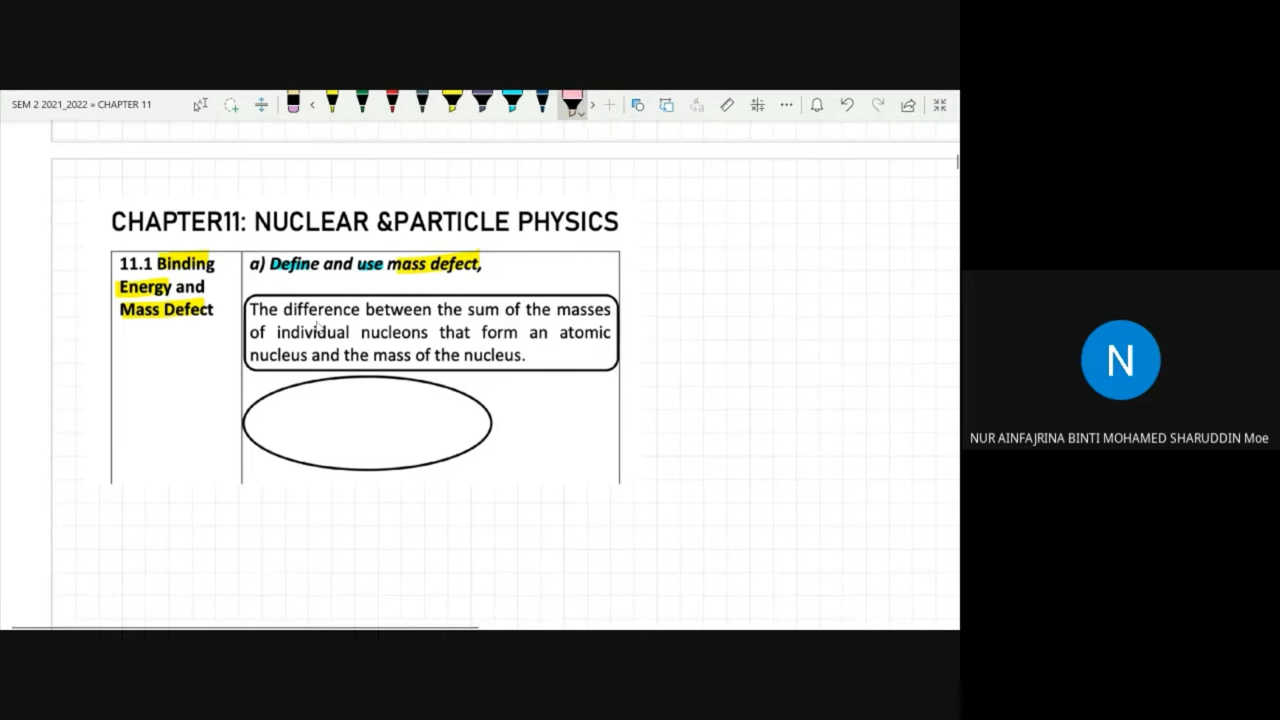 SEM 2 2021_2022 » CHAPTER 11
CHAPTER11: NUCLEAR &PARTICLE PHYSICS
11.1 Binding
Energy and
Mass Defect
a) Define and use mass defect,
The difference between the sum of the masses
of individual nucleons that form an atomic
nucleus and the mass of the nucleus.
N
NUR AINFAJRINA BINTI MOHAMED SHARUDDIN Moe